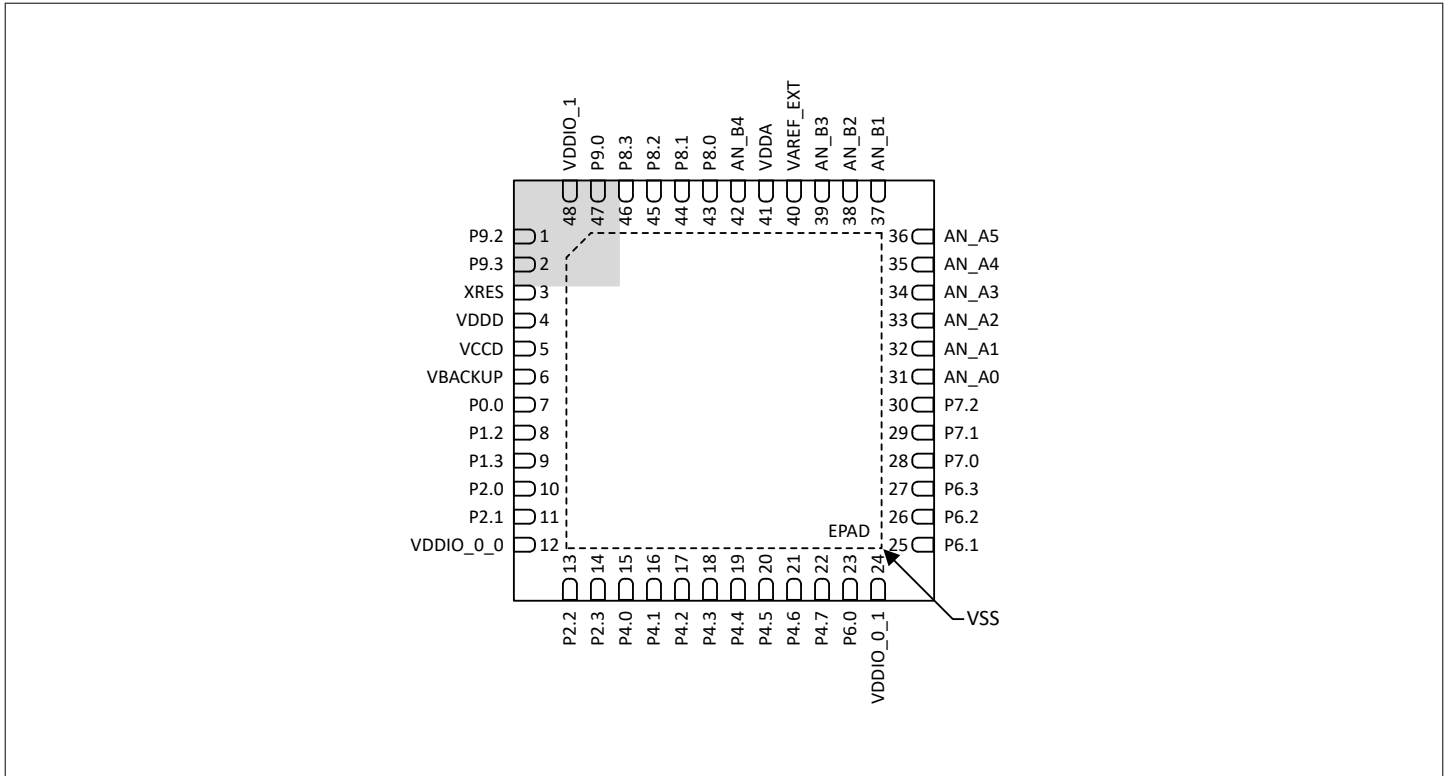 VDDIO_1
P9.0
P8.3
P8.2
P8.1
P8.0
AN_B4
VDDA
VAREF_EXT
AN_B3
AN_B2
AN_B1
48
47
46
45
44
43
42
41
40
39
38
37
P9.2 1
P9.3 2
XRES 3
VDDD 4
VCCD 5
VBACKUP 6
P0.0 7
P1.2 8
P1.3 9
P2.0 10
P2.1 11
VDDIO_0_0 12
36 AN_A5
35 AN_A4
34 AN_A3
33 AN_A2
32 AN_A1
31 AN_A0
30 P7.2
29 P7.1
28 P7.0
27 P6.3
26 P6.2
25 P6.1
EPAD
13
14
15
16
17
18
19
20
21
22
23
24
P2.2
P2.3
P4.0
P4.1
P4.2
P4.3
P4.4
P4.5
P4.6
P4.7
P6.0
VDDIO_0_1
VSS